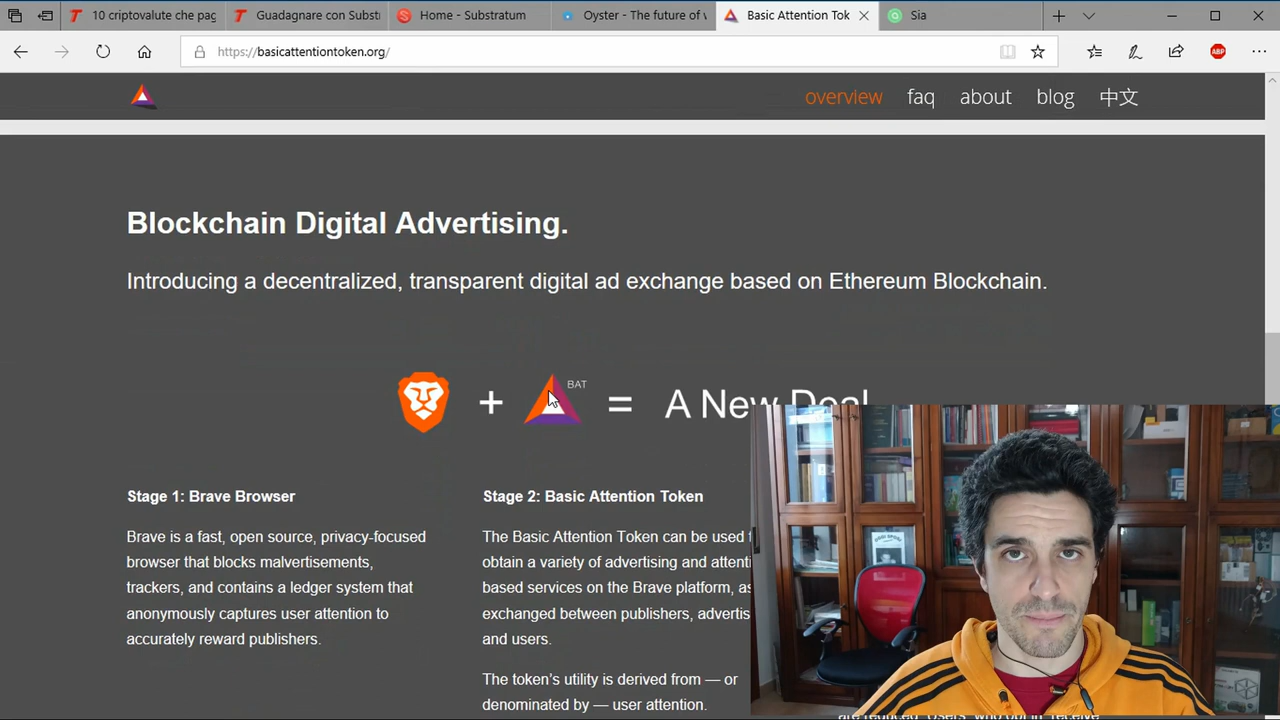 10 criptovalute che pag
Guadagnare con Substi
Home - Substratum
Oyster - The future of v
Basic Attention Tok
Sia
https://basicattentiontoken.org/
ABP
overview
faq
about
blog
中文
Blockchain Digital Advertising.
Introducing a decentralized, transparent digital ad exchange based on Ethereum Blockchain.
+
BAT
=
A New Deal
Stage 1: Brave Browser
Brave is a fast, open source, privacy-focused
browser that blocks malvertisements,
trackers, and contains a ledger system that
anonymously captures user attention to
accurately reward publishers.
Stage 2: Basic Attention Token
The Basic Attention Token can be used
obtain a variety of advertising and attenti
based services on the Brave platform, as
exchanged between publishers, advertis
and users.
The token's utility is derived from — or
denominated by — user attention.